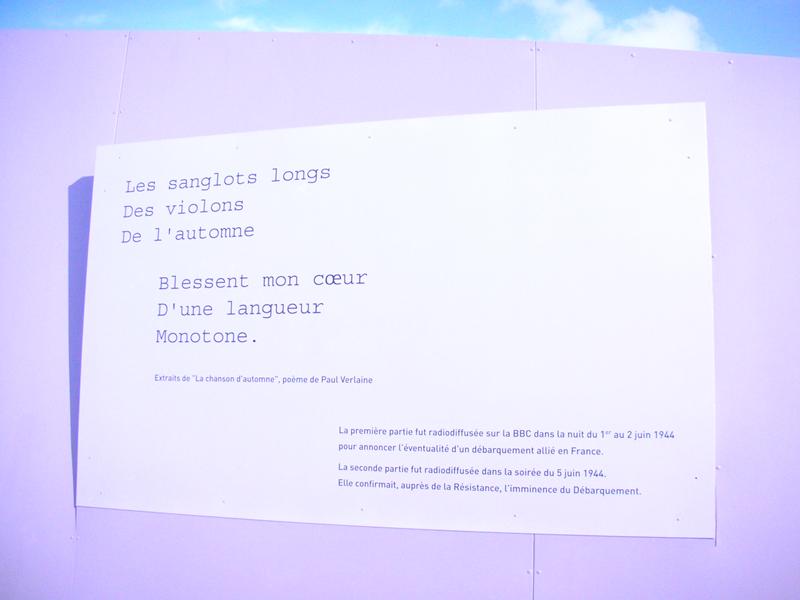 Les sanglots longs
Des violons
De l'automne
Blessent mon cœur
D'une langueur
Monotone.
Extraits de "La chanson d'automne", poème de Paul Verlaine
La première partie fut radiodiffusée sur la BBC dans la nuit du 1er au 2 juin 1944
pour annoncer l'éventualité d'un débarquement allié en France.
La seconde partie fut radiodiffusée dans la soirée du 5 juin 1944.
Elle confirmait, auprès de la Résistance, l'imminence du Débarquement.